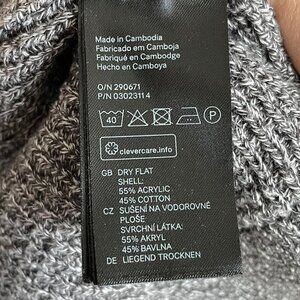 Made in Cambodia
Fabricado em Camboja
Fabriqué en Cambodge
Hecho en Camboya
O/N 290671
P/N 03023114
40 P
clevercare.info
GB DRY FLAT
SHELL:
55% ACRYLIC
45% COTTON
CZ SUŠENÍ NA VODOROVNÉ
PLOŠE
SVRCHNÍ LÁTKA:
55% AKRYL
45% BAVLNA
DE LIEGEND TROCKNEN